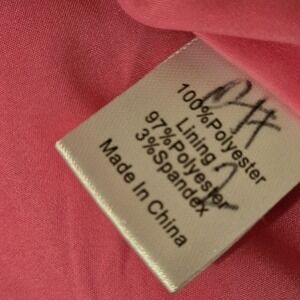 100%Polyester
Lining
97%Polyester
3%Spandex
Made In China